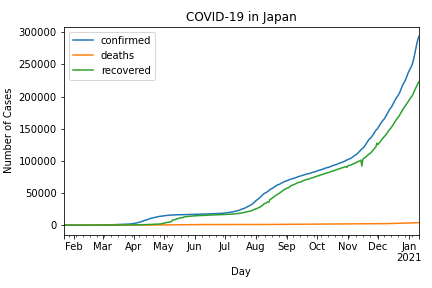 COVID-19 in Japan
confirmed
deaths
recovered
Number of Cases
300000
250000
200000
150000
100000
50000
0
Feb Mar Apr May Jun Jul Aug Sep Oct Nov Dec Jan
2021
Day